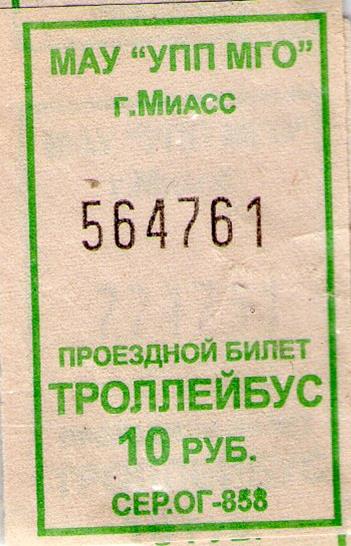 МАУ "УПП МГО"
г.Миасс
564761
ПРОЕЗДНОЙ БИЛЕТ
ТРОЛЛЕЙБУС
10 РУБ.
СЕР.ОГ-858